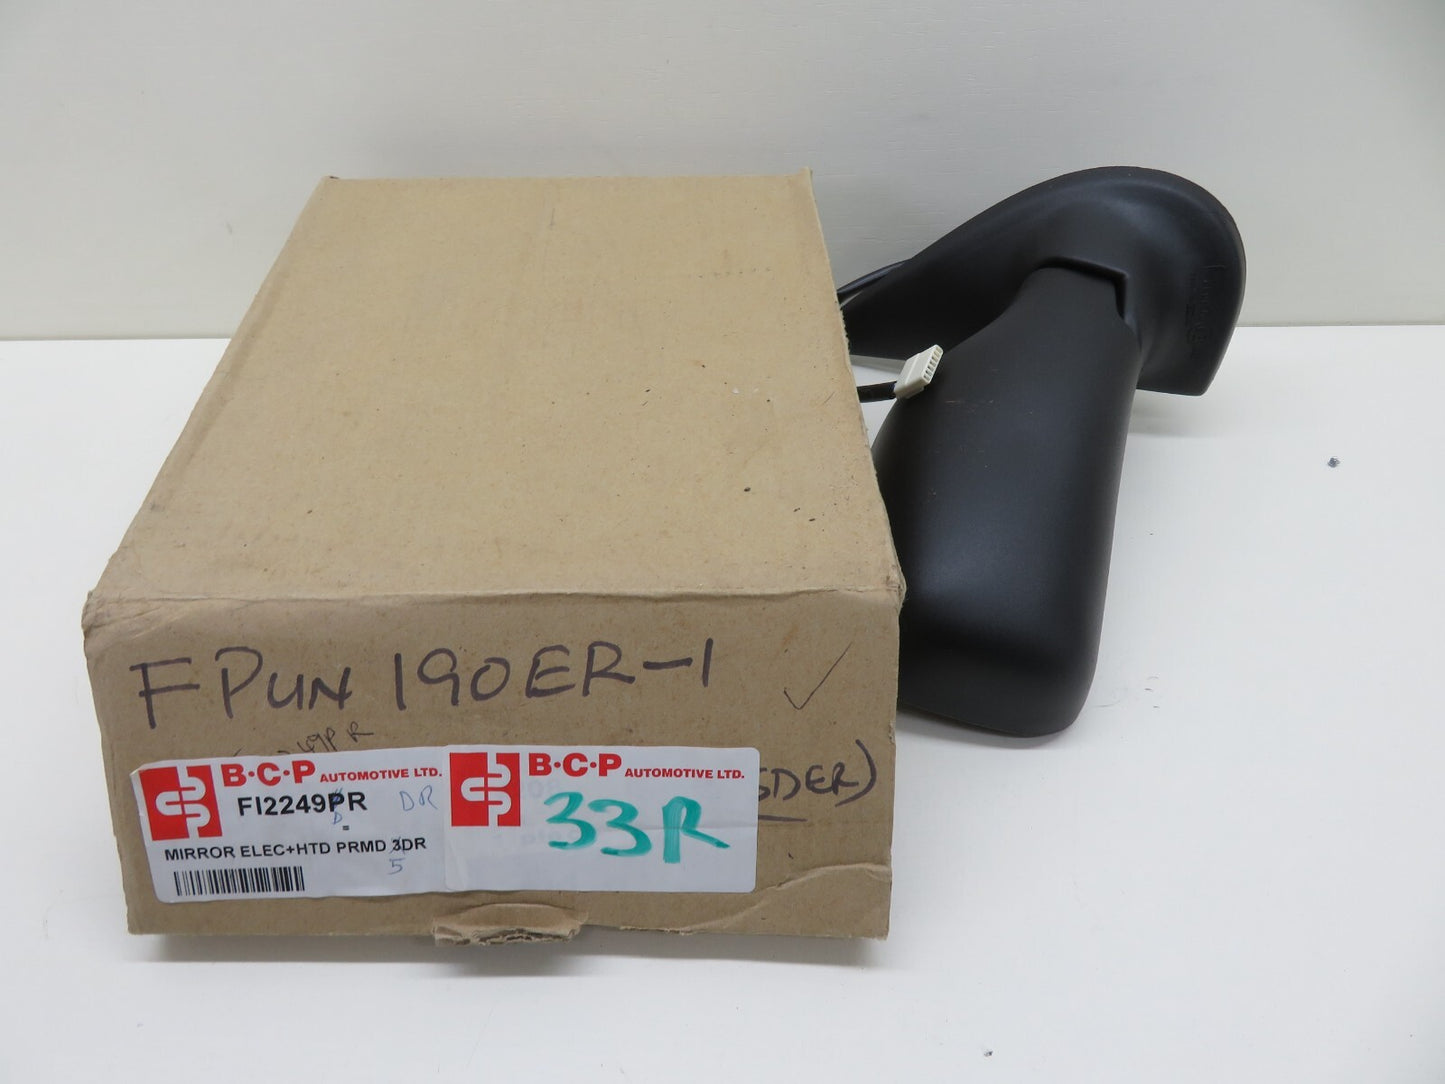 FPUN 190ER-1
B·C·P AUTOMOTIVE LTD.
FI2249PR DR
D
MIRROR ELEC+HTD PRMD 3DR
5
B·C·P AUTOMOTIVE LTD.
33R